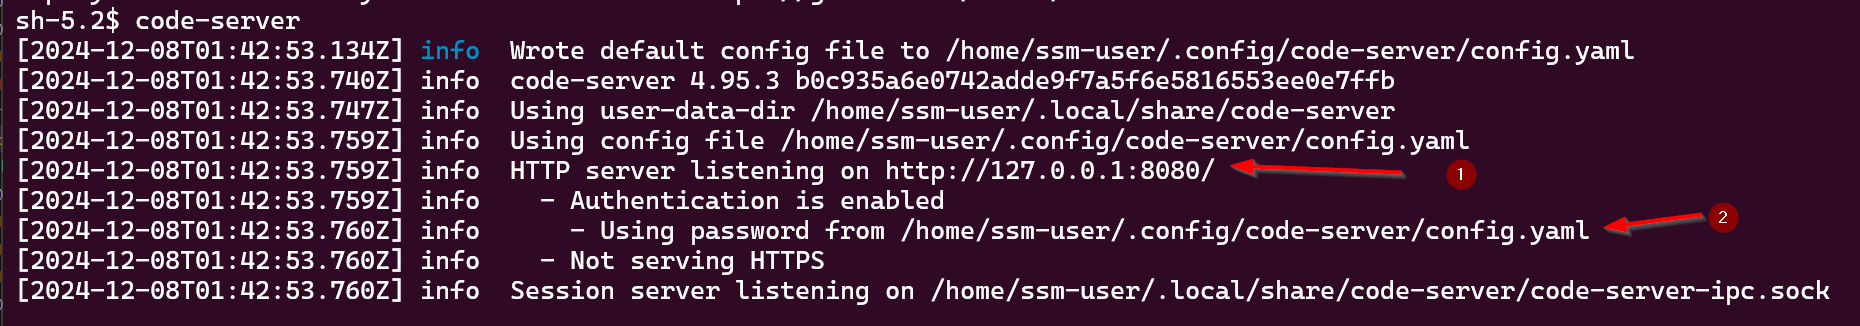 sh-5.2$ code-server
[2024-12-08T01:42:53.134Z] info  Wrote default config file to /home/ssm-user/.config/code-server/config.yaml
[2024-12-08T01:42:53.740Z] info  code-server 4.95.3 b0c935a6e0742adde9f7a5f6e5816553ee0e7ffb
[2024-12-08T01:42:53.747Z] info  Using user-data-dir /home/ssm-user/.local/share/code-server
[2024-12-08T01:42:53.759Z] info  Using config file /home/ssm-user/.config/code-server/config.yaml
[2024-12-08T01:42:53.759Z] info  HTTP server listening on http://127.0.0.1:8080/ 1
[2024-12-08T01:42:53.759Z] info    - Authentication is enabled
[2024-12-08T01:42:53.760Z] info      - Using password from /home/ssm-user/.config/code-server/config.yaml 2
[2024-12-08T01:42:53.760Z] info    - Not serving HTTPS
[2024-12-08T01:42:53.760Z] info  Session server listening on /home/ssm-user/.local/share/code-server/code-server-ipc.sock